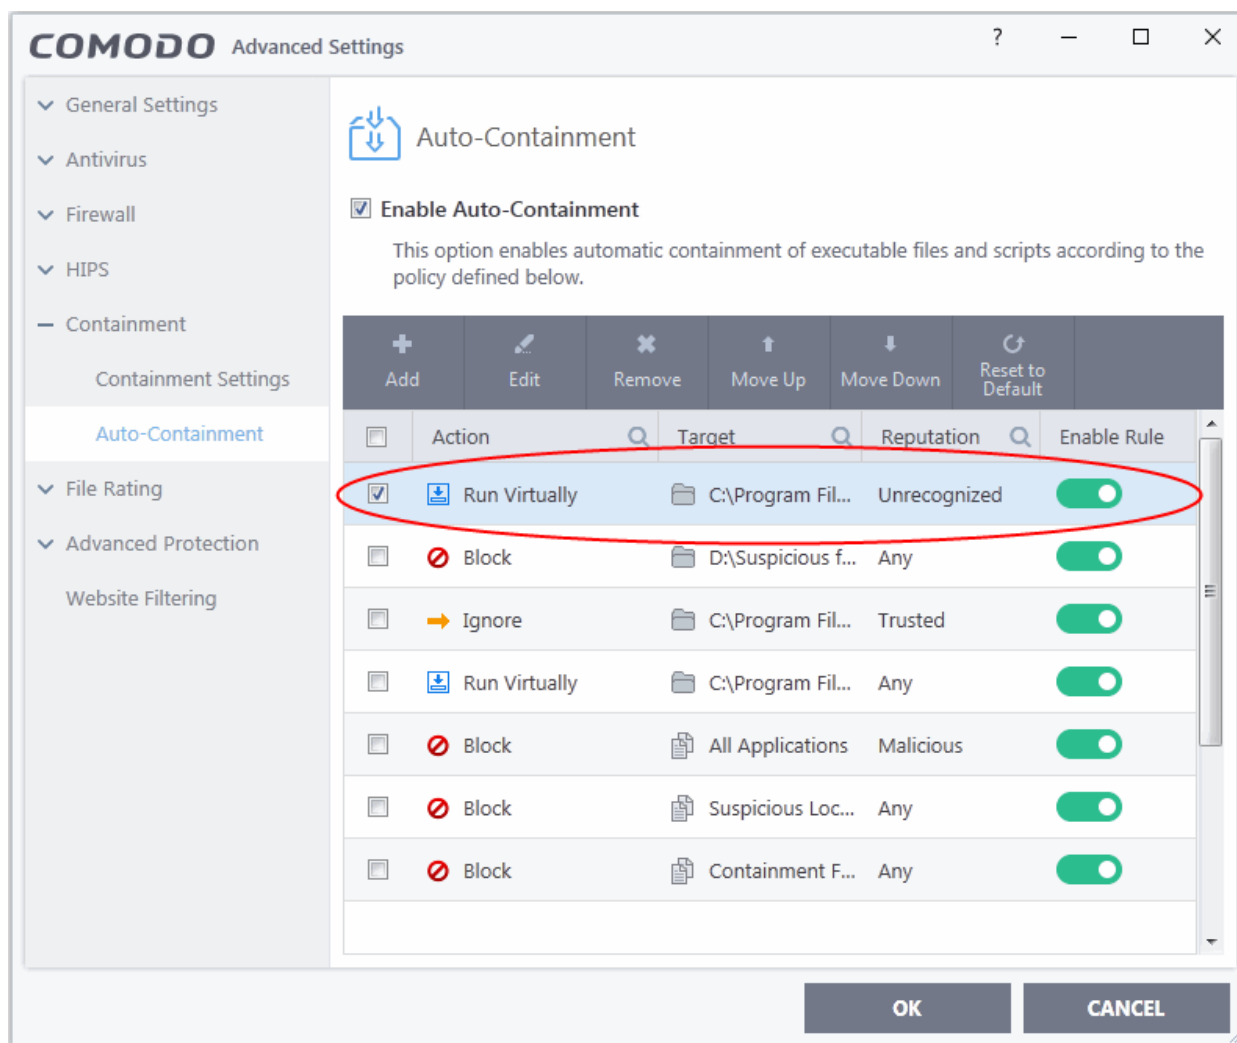 COMODO Advanced Settings ?
General Settings
Antivirus
Firewall
HIPS
Containment
Containment Settings
Auto-Containment
File Rating
Advanced Protection
Website Filtering
Auto-Containment
Enable Auto-Containment
This option enables automatic containment of executable files and scripts according to the
policy defined below.
Add Edit Remove Move Up Move Down Reset to
Default
Action Target Reputation Enable Rule
Run Virtually C:\Program Fil... Unrecognized
Block D:\Suspicious f... Any
Ignore C:\Program Fil... Trusted
Run Virtually C:\Program Fil... Any
Block All Applications Malicious
Block Suspicious Loc... Any
Block Containment F... Any
OK CANCEL